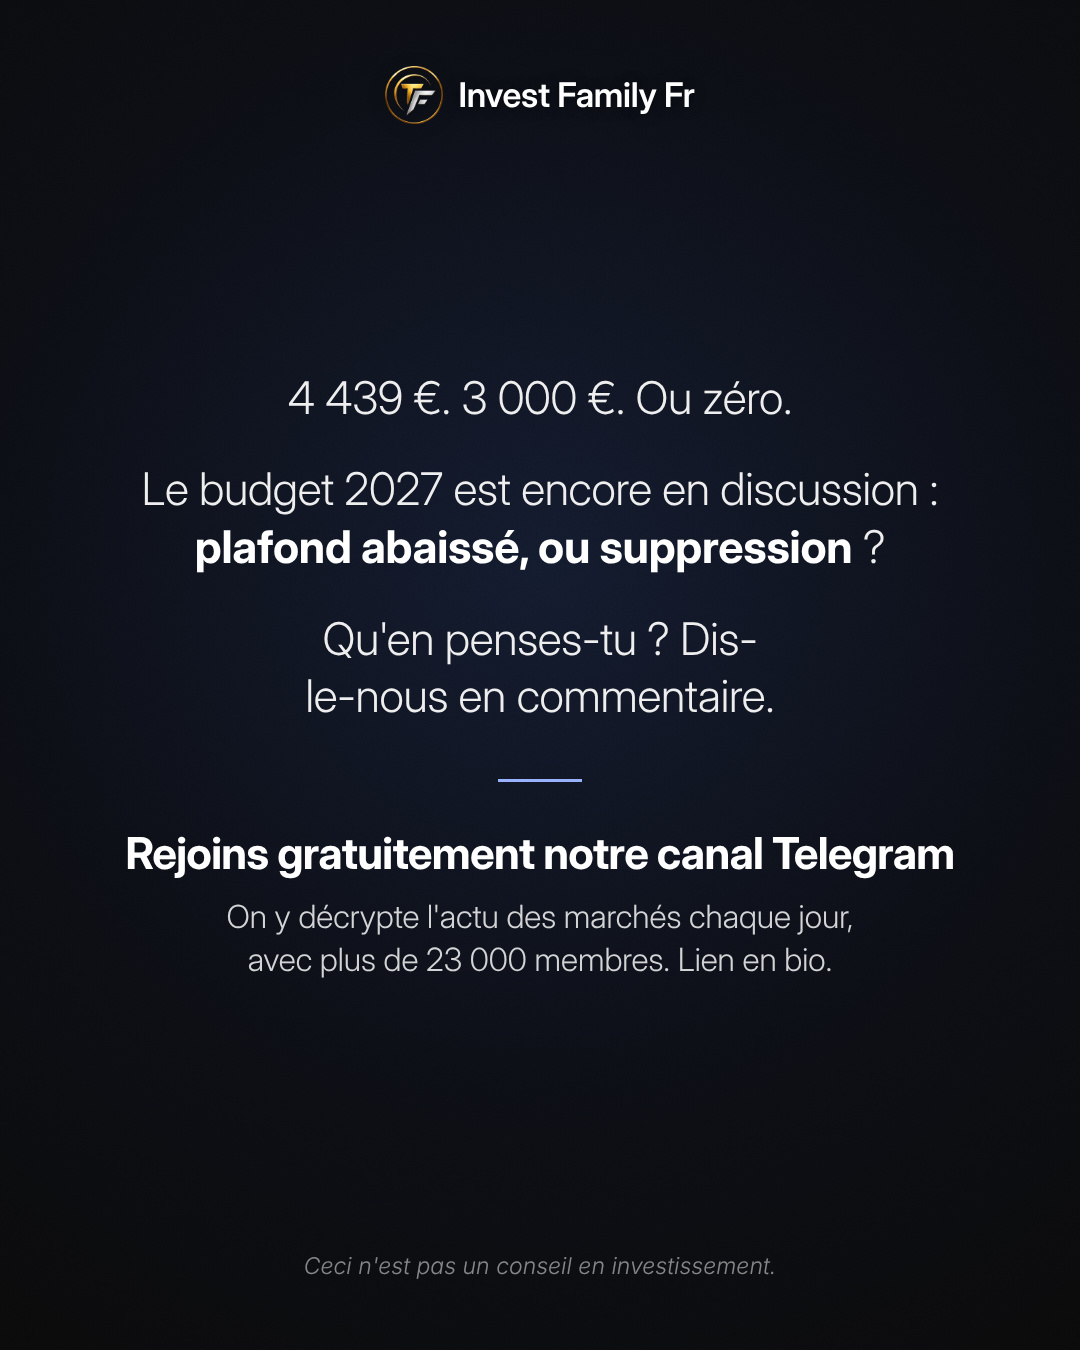 TF Invest Family Fr
4 439 €. 3 000 €. Ou zéro.
Le budget 2027 est encore en discussion :
plafond abaissé, ou suppression ?
Qu'en penses-tu ? Dis-
le-nous en commentaire.
Rejoins gratuitement notre canal Telegram
On y décrypte l'actu des marchés chaque jour,
avec plus de 23 000 membres. Lien en bio.
Ceci n'est pas un conseil en investissement.